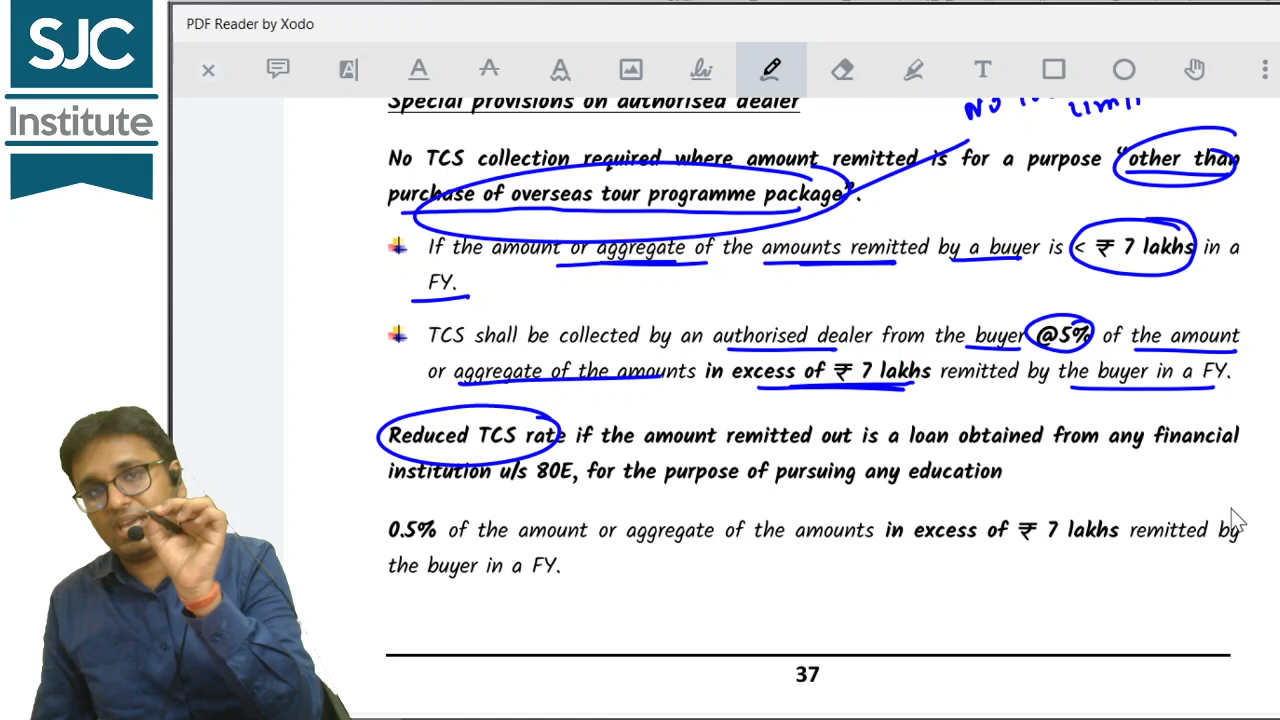 SJC
Institute
PDF Reader by Xodo
Special provisions on authorised dealer
No
Limit
No TCS collection required where amount remitted is for a purpose “other than
purchase of overseas tour programme package”.
If the amount or aggregate of the amounts remitted by a buyer is < ₹ 7 lakhs in a
FY.
TCS shall be collected by an authorised dealer from the buyer @5% of the amount
or aggregate of the amounts in excess of ₹ 7 lakhs remitted by the buyer in a FY.
Reduced TCS rate if the amount remitted out is a loan obtained from any financial
institution u/s 80E, for the purpose of pursuing any education
0.5% of the amount or aggregate of the amounts in excess of ₹ 7 lakhs remitted by
the buyer in a FY.
37